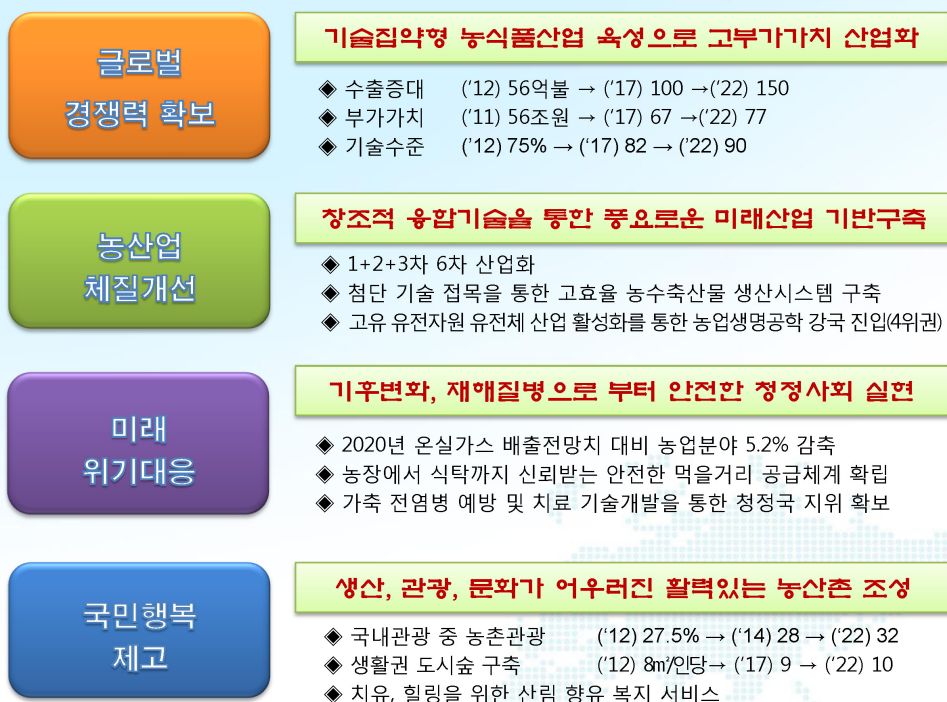 글로벌
경쟁력 확보
기술집약형 농식품산업 육성으로 고부가가치 산업화
◈ 수출증대 (‘12) 56억불 → (‘17) 100 →(‘22) 150
◈ 부가가치 (‘11) 56조원 → (‘17) 67 →(‘22) 77
◈ 기술수준 (’12) 75% → (‘17) 82 → (’22) 90
농산업
체질개선
창조적 융합기술을 통한 풍요로운 미래산업 기반구축
◈ 1+2+3차 6차 산업화
◈ 첨단 기술 접목을 통한 고효율 농수축산물 생산시스템 구축
◈ 고유 유전자원 유전체 산업 활성화를 통한 농업생명공학 강국 진입(4위권)
미래
위기대응
기후변화, 재해질병으로 부터 안전한 청정사회 실현
◈ 2020년 온실가스 배출전망치 대비 농업분야 5.2% 감축
◈ 농장에서 식탁까지 신뢰받는 안전한 먹을거리 공급체계 확립
◈ 가축 전염병 예방 및 치료 기술개발을 통한 청정국 지위 확보
국민행복
제고
생산, 관광, 문화가 어우러진 활력있는 농산촌 조성
◈ 국내관광 중 농촌관광 (‘12) 27.5% → (‘14) 28 → (‘22) 32
◈ 생활권 도시숲 구축 (‘12) 8㎡/인당→ (‘17) 9 → (‘22) 10
◈ 치유, 힐링을 위한 산림 향유 복지 서비스